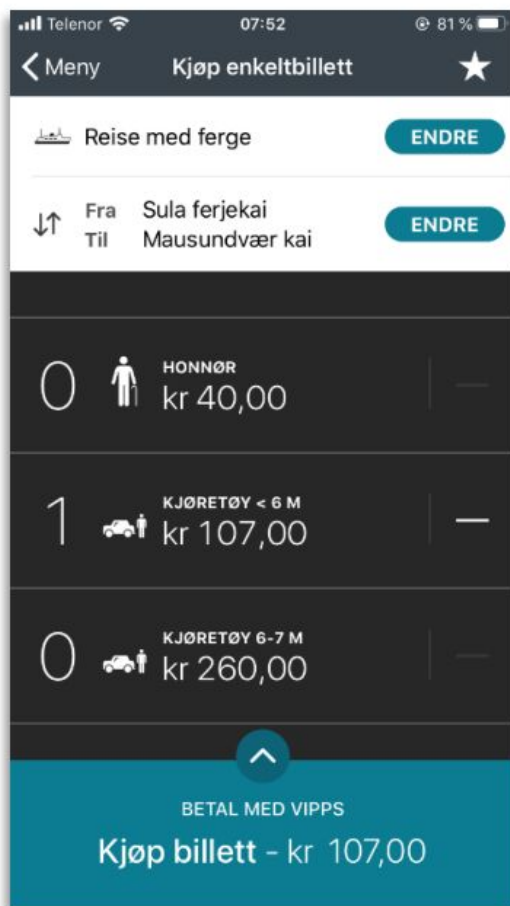 Telenor 07:52 81 %
Meny Kjøp enkeltbillett
Reise med ferge ENDRE
Fra Sula ferjekai
Til Mausundvær kai
ENDRE
0 HONNØR
kr 40,00
1 KJØRETØY < 6 M
kr 107,00
0 KJØRETØY 6-7 M
kr 260,00
BETAL MED VIPPS
Kjøp billett - kr 107,00